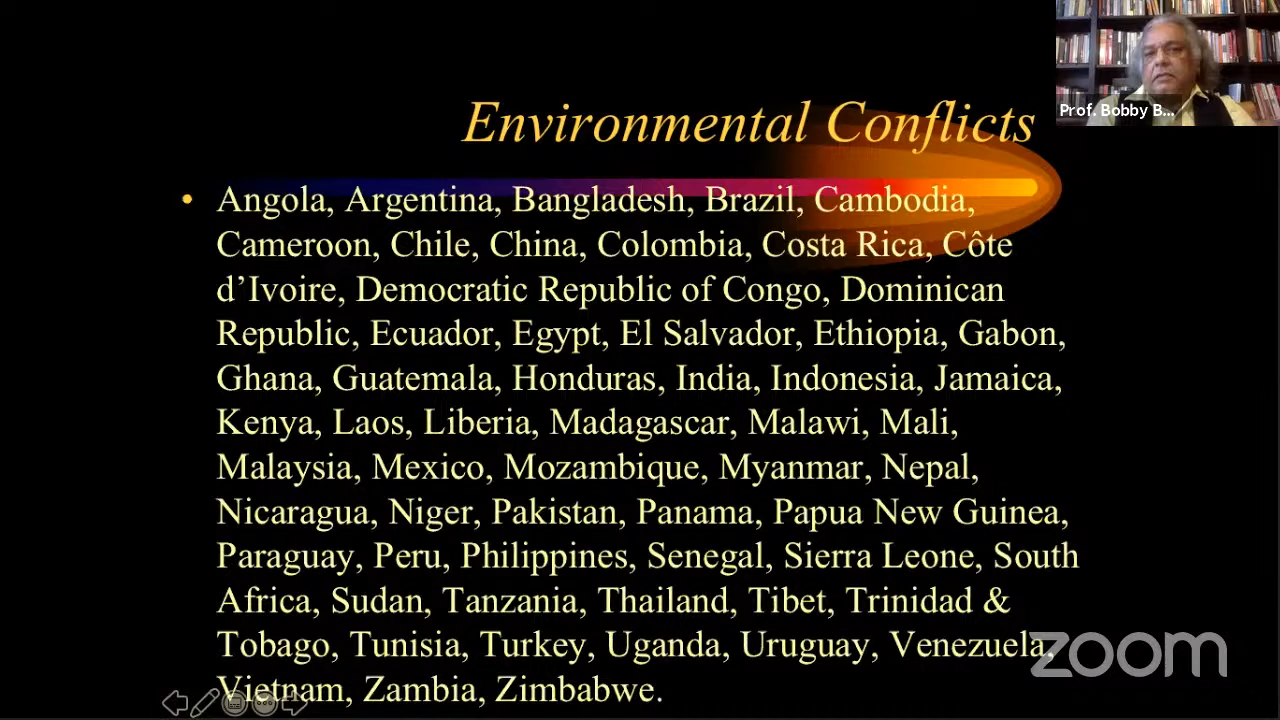 Prof. Bobby B...
Environmental Conflicts
• Angola, Argentina, Bangladesh, Brazil, Cambodia,
Cameroon, Chile, China, Colombia, Costa Rica, Côte
d’Ivoire, Democratic Republic of Congo, Dominican
Republic, Ecuador, Egypt, El Salvador, Ethiopia, Gabon,
Ghana, Guatemala, Honduras, India, Indonesia, Jamaica,
Kenya, Laos, Liberia, Madagascar, Malawi, Mali,
Malaysia, Mexico, Mozambique, Myanmar, Nepal,
Nicaragua, Niger, Pakistan, Panama, Papua New Guinea,
Paraguay, Peru, Philippines, Senegal, Sierra Leone, South
Africa, Sudan, Tanzania, Thailand, Tibet, Trinidad &
Tobago, Tunisia, Turkey, Uganda, Uruguay, Venezuela,
Vietnam, Zambia, Zimbabwe.
zoom